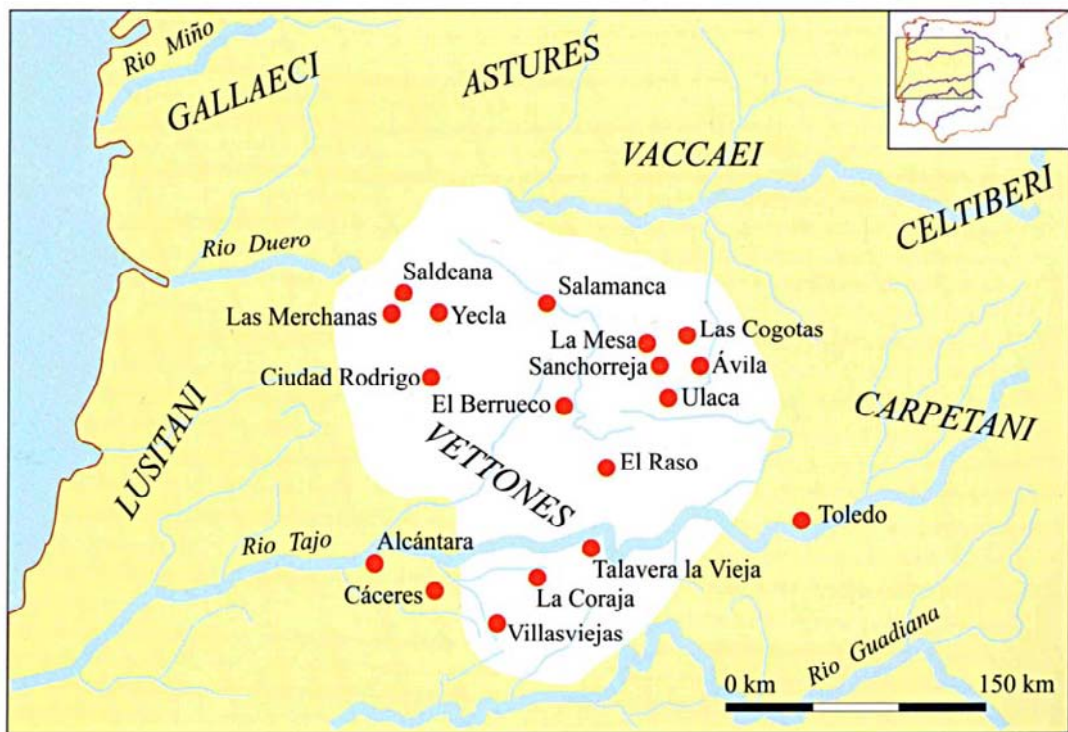 Rio Miño
GALLAECI
ASTURES
VACCAEI
CELTIBERI
Rio Duero
Saldeana
Salamanca
Las Merchanas
Yecla
Las Cogotas
La Mesa
Sanchorreja
Ávila
Ciudad Rodrigo
Ulaca
El Berrueco
CARPETANI
LUSITANI
VETTONES
El Raso
Toledo
Rio Tajo
Alcántara
Talavera la Vieja
Cáceres
La Coraja
Villasviejas
Rio Guadiana
0 km
150 km